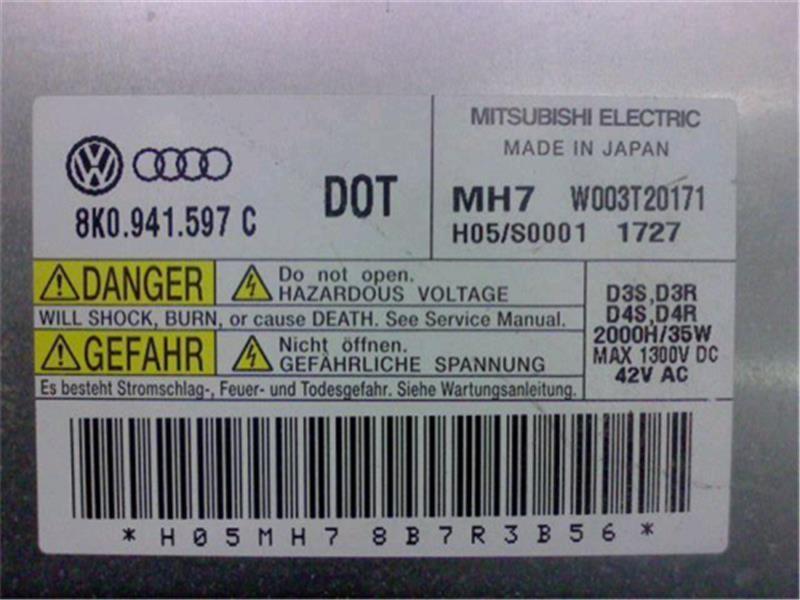 VW
8K0.941.597 C
DOT
MITSUBISHI ELECTRIC
MADE IN JAPAN
MH7 W003T20171
H05/S0001 1727
DANGER
Do not open.
HAZARDOUS VOLTAGE
WILL SHOCK, BURN, or cause DEATH. See Service Manual.
GEFAHR
Nicht öffnen.
GEFÄHRLICHE SPANNUNG
Es besteht Stromschlag-, Feuer- und Todesgefahr. Siehe Wartungsanleitung.
D3S,D3R
D4S,D4R
2000H/35W
MAX 1300V DC
42V AC
*H05MH78B7R3B56*